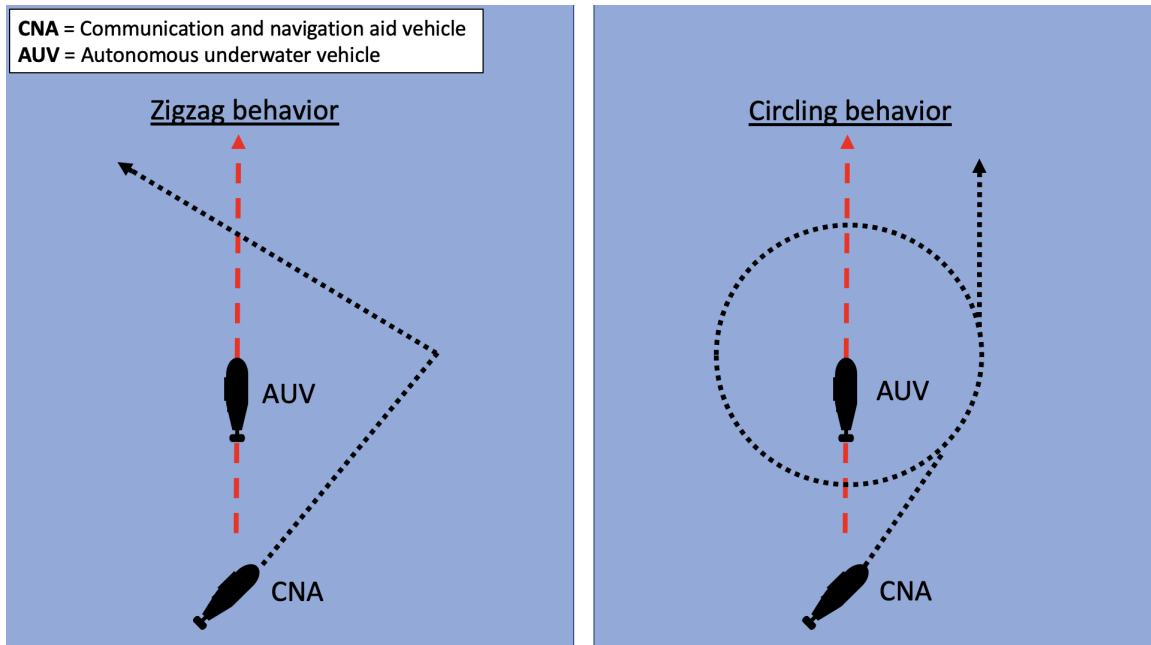 CNA = Communication and navigation aid vehicle
AUV = Autonomous underwater vehicle
Zigzag behavior
AUV
CNA
Circling behavior
AUV
CNA